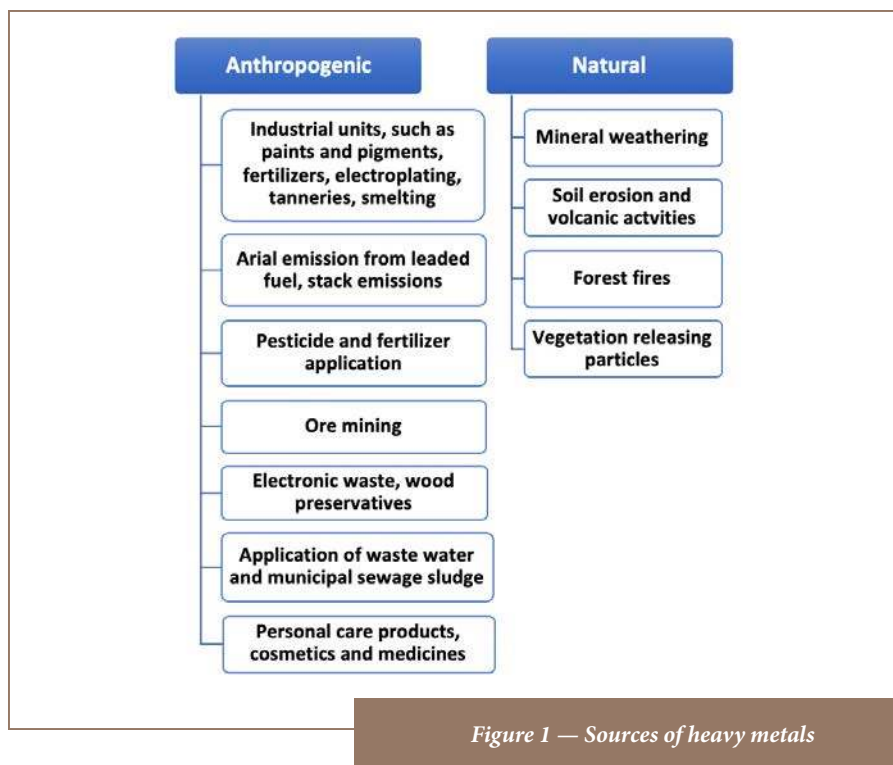 Anthropogenic
Industrial units, such as
paints and pigments,
fertilizers, electroplating,
tanneries, smelting
Arial emission from leaded
fuel, stack emissions
Pesticide and fertilizer
application
Ore mining
Electronic waste, wood
preservatives
Application of waste water
and municipal sewage sludge
Personal care products,
cosmetics and medicines
Natural
Mineral weathering
Soil erosion and
volcanic actvities
Forest fires
Vegetation releasing
particles
Figure 1 — Sources of heavy metals